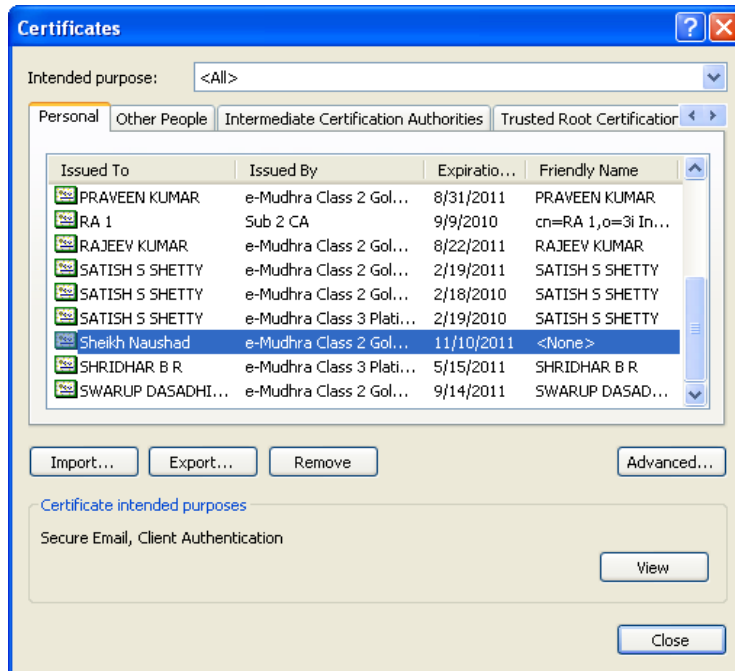 Certificates
Intended purpose: <All>
Personal Other People Intermediate Certification Authorities Trusted Root Certification
Issued To Issued By Expiratio... Friendly Name
PRAVEEN KUMAR e-Mudhra Class 2 Gol... 8/31/2011 PRAVEEN KUMAR
RA 1 Sub 2 CA 9/9/2010 cn=RA 1,o=3i In...
RAJEEV KUMAR e-Mudhra Class 2 Gol... 8/22/2011 RAJEEV KUMAR
SATISH S SHETTY e-Mudhra Class 2 Gol... 2/19/2011 SATISH S SHETTY
SATISH S SHETTY e-Mudhra Class 2 Gol... 2/18/2010 SATISH S SHETTY
SATISH S SHETTY e-Mudhra Class 3 Plati... 2/19/2010 SATISH S SHETTY
Sheikh Naushad e-Mudhra Class 2 Gol... 11/10/2011 <None>
SHRIDHAR B R e-Mudhra Class 3 Plati... 5/15/2011 SHRIDHAR B R
SWARUP DASADHI... e-Mudhra Class 2 Gol... 9/14/2011 SWARUP DASAD...
Import... Export... Remove Advanced...
Certificate intended purposes
Secure Email, Client Authentication
View
Close